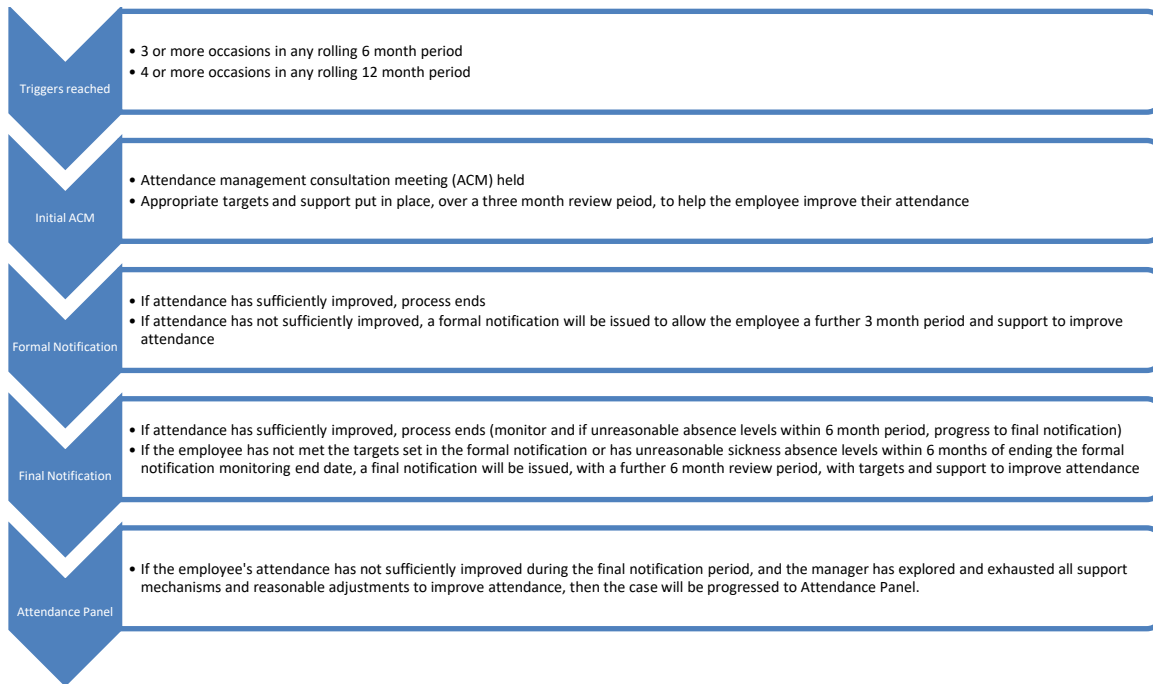 Triggers reached
• 3 or more occasions in any rolling 6 month period
• 4 or more occasions in any rolling 12 month period
Initial ACM
• Attendance management consultation meeting (ACM) held
• Appropriate targets and support put in place, over a three month review peiod, to help the employee improve their attendance
Formal Notification
• If attendance has sufficiently improved, process ends
• If attendance has not sufficiently improved, a formal notification will be issued to allow the employee a further 3 month period and support to improve
attendance
Final Notification
• If attendance has sufficiently improved, process ends (monitor and if unreasonable absence levels within 6 month period, progress to final notification)
• If the employee has not met the targets set in the formal notification or has unreasonable sickness absence levels within 6 months of ending the formal
notification monitoring end date, a final notification will be issued, with a further 6 month review period, with targets and support to improve attendance
Attendance Panel
• If the employee's attendance has not sufficiently improved during the final notification period, and the manager has explored and exhausted all support
mechanisms and reasonable adjustments to improve attendance, then the case will be progressed to Attendance Panel.